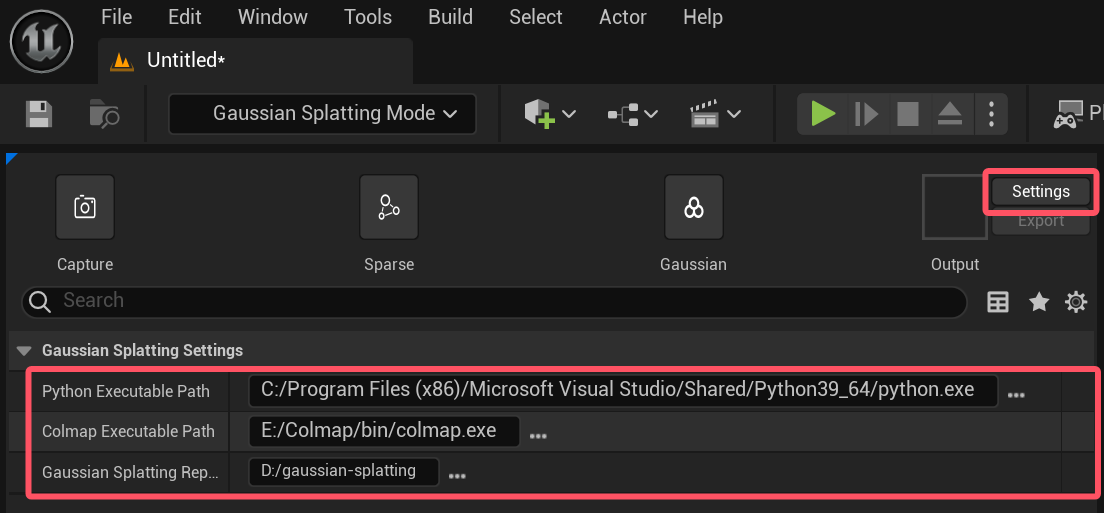 File Edit Window Tools Build Select Actor Help
Untitled*
Gaussian Splatting Mode
Settings
Export
Capture Sparse Gaussian Output
Search
Gaussian Splatting Settings
Python Executable Path C:/Program Files (x86)/Microsoft Visual Studio/Shared/Python39_64/python.exe
Colmap Executable Path E:/Colmap/bin/colmap.exe
Gaussian Splatting Rep... D:/gaussian-splatting